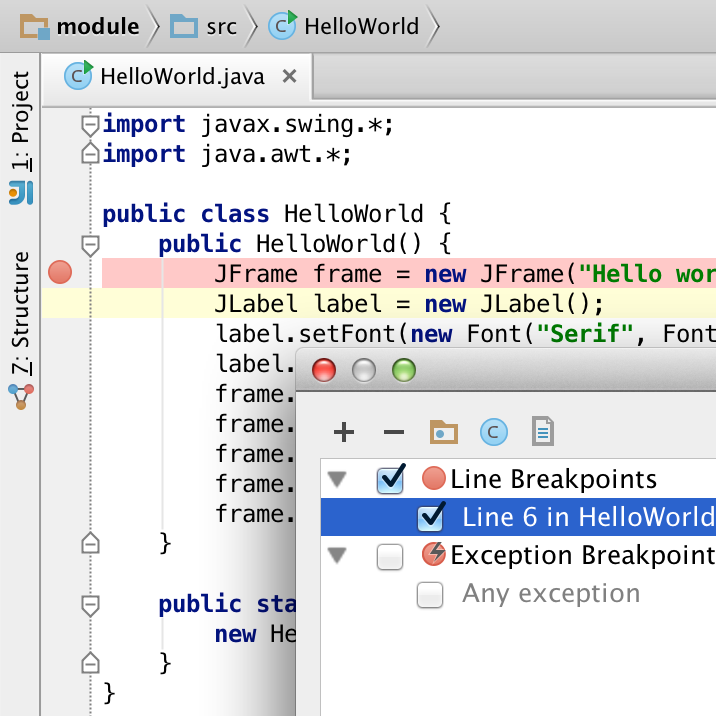 module src HelloWorld
HelloWorld.java
1: Project
7: Structure
import javax.swing.*;
import java.awt.*;
public class HelloWorld {
public HelloWorld() {
JFrame frame = new JFrame("Hello wor
JLabel label = new JLabel();
label.setFont(new Font("Serif", Font
label.
frame.
frame.
frame.
frame.
frame.
}
public sta
new He
}
}
Line Breakpoints
Line 6 in HelloWorld
Exception Breakpoint
Any exception